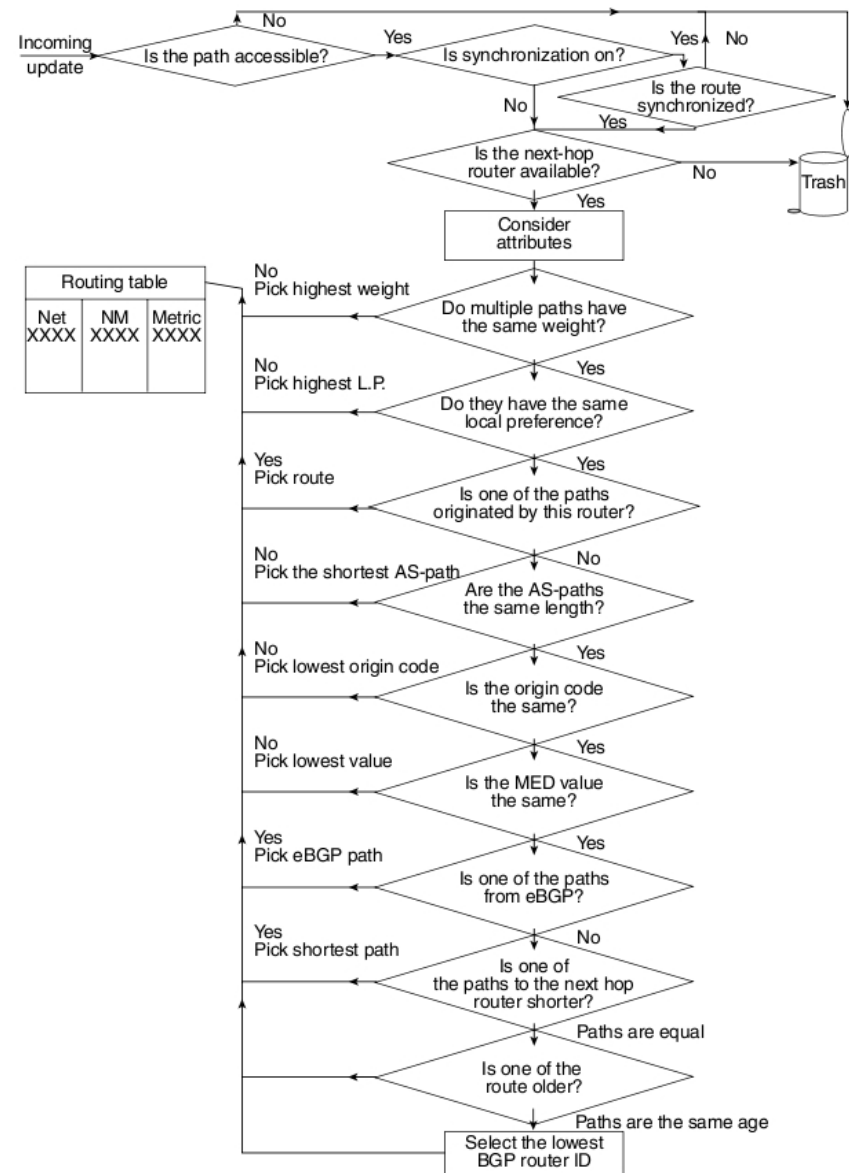 No
Incoming
update
Is the path accessible?
Yes
Is synchronization on?
Yes
No
Is the route
synchronized?
No
Yes
Is the next-hop
router available?
No
Trash
Yes
Consider
attributes
Routing table
Net
NM
Metric
XXXX
XXXX
XXXX
No
Pick highest weight
Do multiple paths have
the same weight?
Yes
No
Pick highest L.P.
Do they have the same
local preference?
Yes
Yes
Pick route
Is one of the paths
originated by this router?
No
No
Pick the shortest AS-path
Are the AS-paths
the same length?
Yes
No
Pick lowest origin code
Is the origin code
the same?
Yes
No
Pick lowest value
Is the MED value
the same?
Yes
Yes
Pick eBGP path
Is one of the paths
from eBGP?
No
Yes
Pick shortest path
Is one of
the paths to the next hop
router shorter?
Paths are equal
Is one of the
route older?
Paths are the same age
Select the lowest
BGP router ID